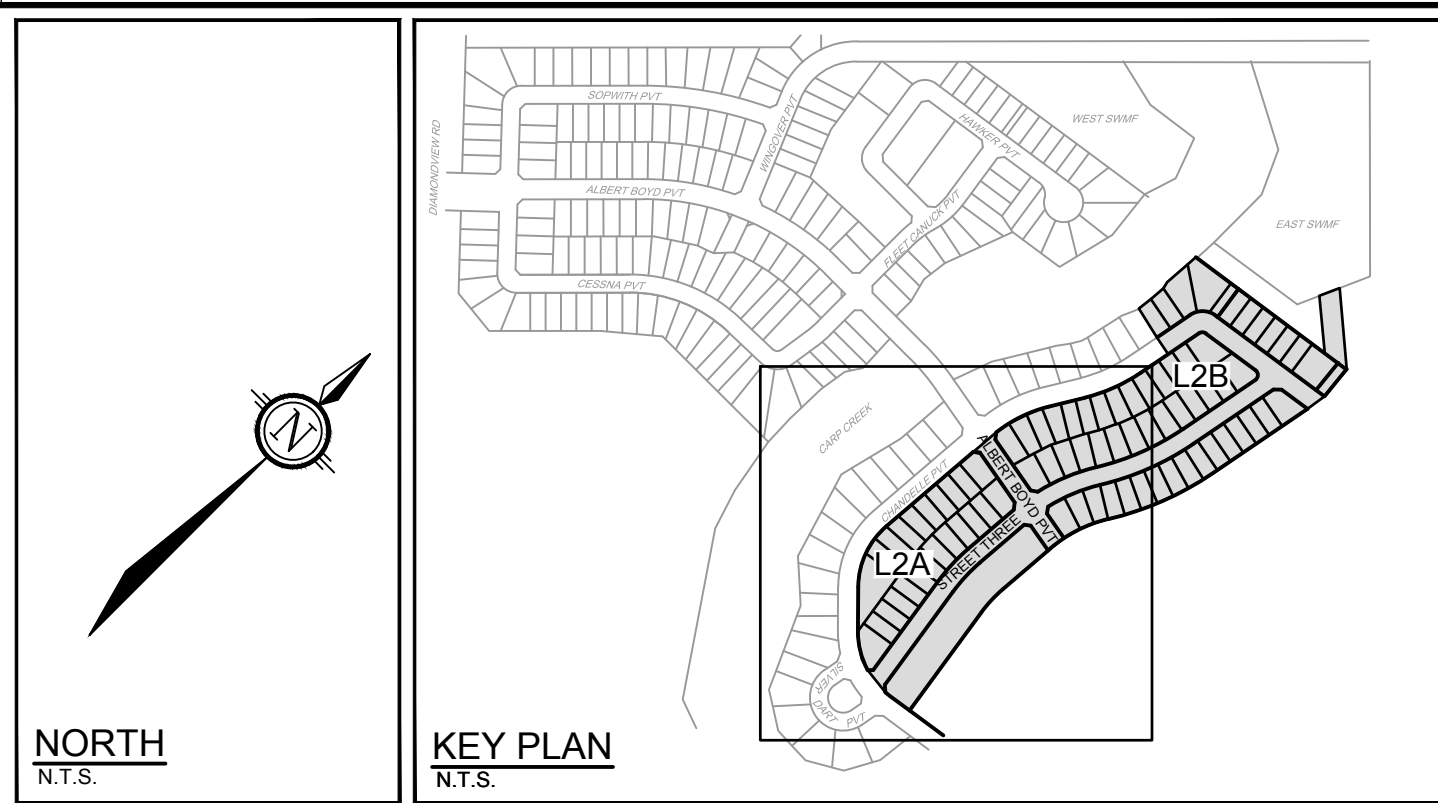 SOPWITH PVT
WINGOVER PVT
HAWKER PVT
WEST SWMF
DIAMONDVIEW RD
ALBERT BOYD PVT
FLEET CANUCK PVT
EAST SWMF
CESSNA PVT
L2B
CARP CREEK
ALBERT BOYD PVT
CHANDELLE PVT
L2A
STREET THREE
SILVER
DART PVT
N
NORTH
N.T.S.
KEY PLAN
N.T.S.